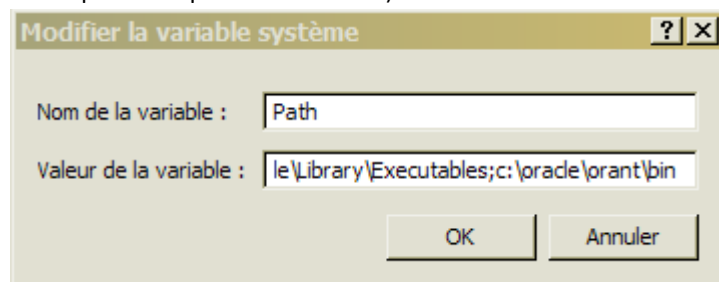 Modifier la variable système
Nom de la variable : Path
Valeur de la variable : le\Library\Executables;c:\oracle\orant\bin
OK Annuler